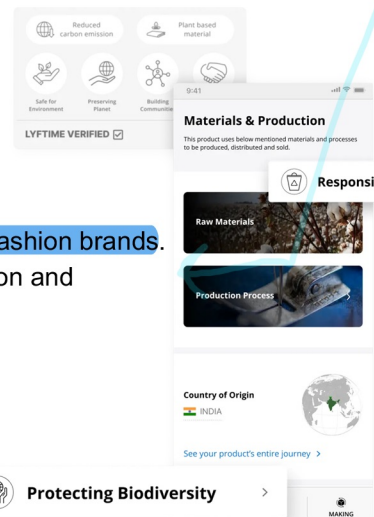 Reduced
carbon emission
Plant based
material
Safe for
Environment
Preserving
Planet
Building
Communitie
LYFTIME VERIFIED
9:41
Materials & Production
This product uses below mentioned materials and processes
to be produced, distributed and sold.
Responsi
Raw Materials
ashion brands.
on and
Production Process
Country of Origin
INDIA
See your product's entire journey
Protecting Biodiversity
MAKING